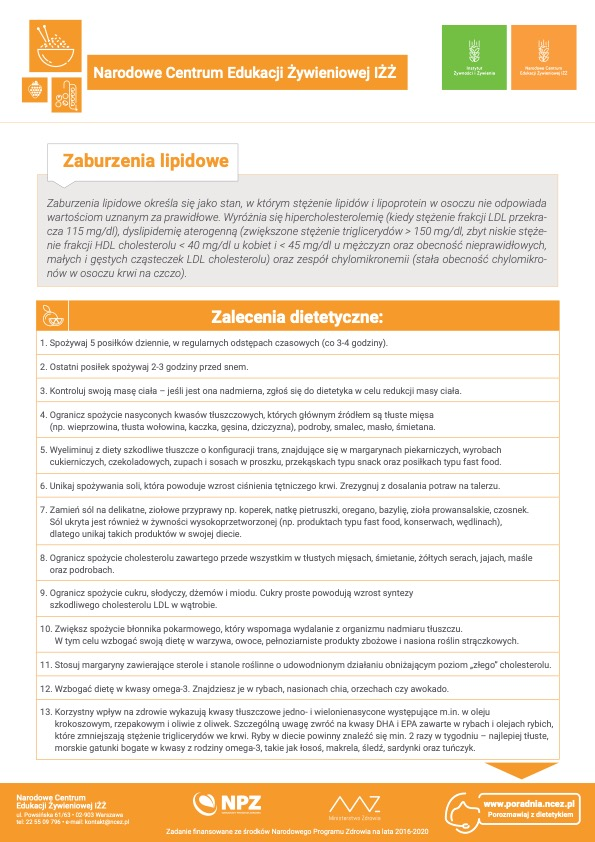 Narodowe Centrum Edukacji Żywieniowej IŻŻ
Instytut
Żywności i Żywienia
Narodowe Centrum
Edukacji Żywieniowej IŻŻ
Zaburzenia lipidowe
Zaburzenia lipidowe określa się jako stan, w którym stężenie lipidów i lipoprotein w osoczu nie odpowiada
wartościom uznanym za prawidłowe. Wyróżnia się hipercholesterolemię (kiedy stężenie frakcji LDL przekra-
cza 115 mg/dl), dyslipidemię aterogenną (zwiększone stężenie triglicerydów > 150 mg/dl, zbyt niskie stęże-
nie frakcji HDL cholesterolu < 40 mg/dl u kobiet i < 45 mg/dl u mężczyzn oraz obecność nieprawidłowych,
małych i gęstych cząsteczek LDL cholesterolu) oraz zespół chylomikronemii (stała obecność chylomikro-
nów w osoczu krwi na czczo).
Zalecenia dietetyczne:
1. Spożywaj 5 posiłków dziennie, w regularnych odstępach czasowych (co 3-4 godziny).
2. Ostatni posiłek spożywaj 2-3 godziny przed snem.
3. Kontroluj swoją masę ciała – jeśli jest ona nadmierna, zgłoś się do dietetyka w celu redukcji masy ciała.
4. Ogranicz spożycie nasyconych kwasów tłuszczowych, których głównym źródłem są tłuste mięsa
(np. wieprzowina, tłusta wołowina, kaczka, gęsina, dziczyzna), podroby, smalec, masło, śmietana.
5. Wyeliminuj z diety szkodliwe tłuszcze o konfiguracji trans, znajdujące się w margarynach piekarniczych, wyrobach
cukierniczych, czekoladowych, zupach i sosach w proszku, przekąskach typu snack oraz posiłkach typu fast food.
6. Unikaj spożywania soli, która powoduje wzrost ciśnienia tętniczego krwi. Zrezygnuj z dosalania potraw na talerzu.
7. Zamień sól na delikatne, ziołowe przyprawy np. koperek, natkę pietruszki, oregano, bazylię, zioła prowansalskie, czosnek.
Sól ukryta jest również w żywności wysokoprzetworzonej (np. produktach typu fast food, konserwach, wędlinach),
dlatego unikaj takich produktów w swojej diecie.
8. Ogranicz spożycie cholesterolu zawartego przede wszystkim w tłustych mięsach, śmietanie, żółtych serach, jajach, maśle
oraz podrobach.
9. Ogranicz spożycie cukru, słodyczy, dżemów i miodu. Cukry proste powodują wzrost syntezy
szkodliwego cholesterolu LDL w wątrobie.
10. Zwiększ spożycie błonnika pokarmowego, który wspomaga wydalanie z organizmu nadmiaru tłuszczu.
W tym celu wzbogać swoją dietę w warzywa, owoce, pełnoziarniste produkty zbożowe i nasiona roślin strączkowych.
11. Stosuj margaryny zawierające sterole i stanole roślinne o udowodnionym działaniu obniżającym poziom „złego” cholesterolu.
12. Wzbogać dietę w kwasy omega-3. Znajdziesz je w rybach, nasionach chia, orzechach czy awokado.
13. Korzystny wpływ na zdrowie wykazują kwasy tłuszczowe jedno- i wielonienasycone występujące m.in. w oleju
krokoszowym, rzepakowym i oliwie z oliwek. Szczególną uwagę zwróć na kwasy DHA i EPA zawarte w rybach i olejach rybich,
które zmniejszają stężenie triglicerydów we krwi. Ryby w diecie powinny znaleźć się min. 2 razy w tygodniu – najlepiej tłuste,
morskie gatunki bogate w kwasy z rodziny omega-3, takie jak łosoś, makrela, śledź, sardynki oraz tuńczyk.
Narodowe Centrum
Edukacji Żywieniowej IŻŻ
ul. Powsińska 61/63 • 02-903 Warszawa
tel: 22 55 09 796 • e-mail: kontakt@ncez.pl
NPZ
Ministerstwo Zdrowia
www.poradnia.ncez.pl
Porozmawiaj z dietetykiem
Zadanie finansowane ze środków Narodowego Programu Zdrowia na lata 2016-2020